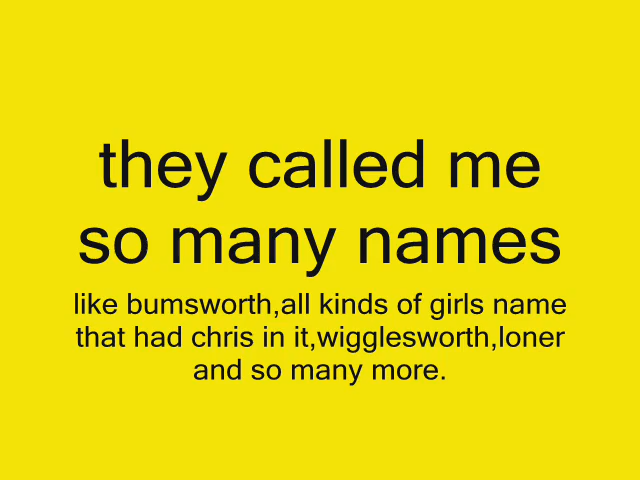 they called me
so many names
like bumsworth,all kinds of girls name
that had chris in it,wigglesworth,loner
and so many more.